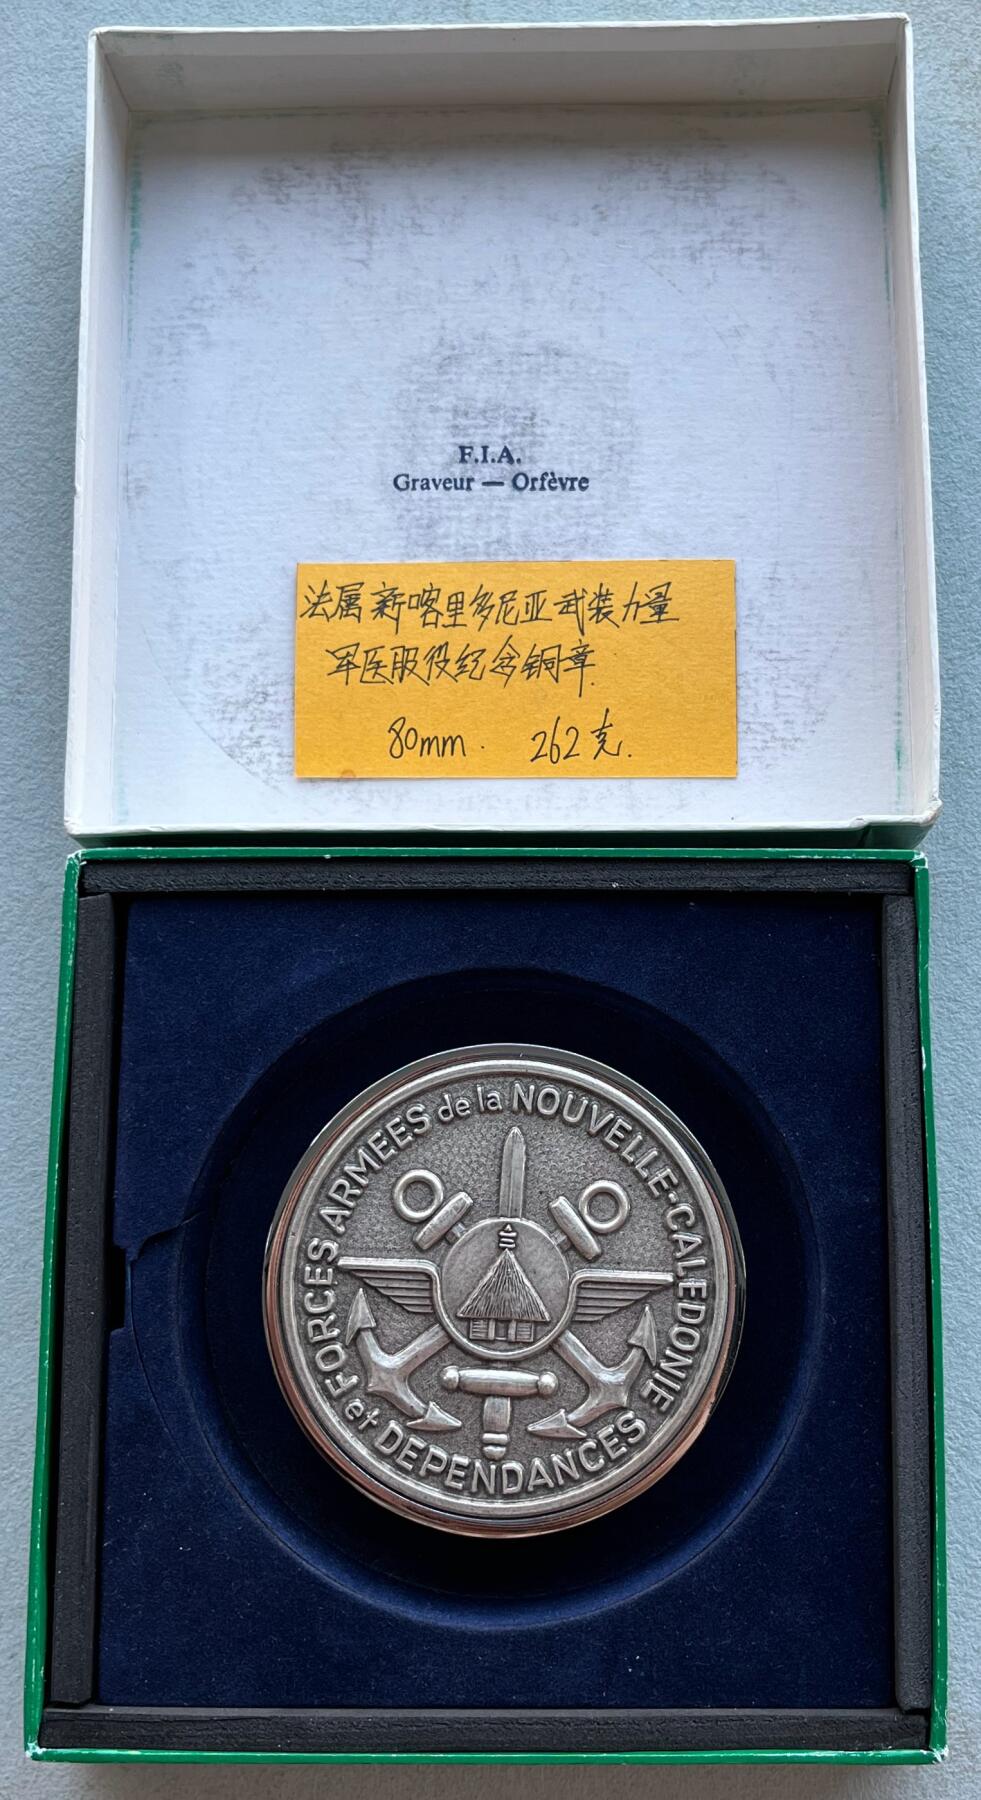 F.I.A.
Graveur — Orfèvre
法属新喀里多尼亚武装力量
军医服役纪念铜章.
80mm. 262克.
FORCES ARMEES de la NOUVELLE-CALEDONIE
et DEPENDANCES